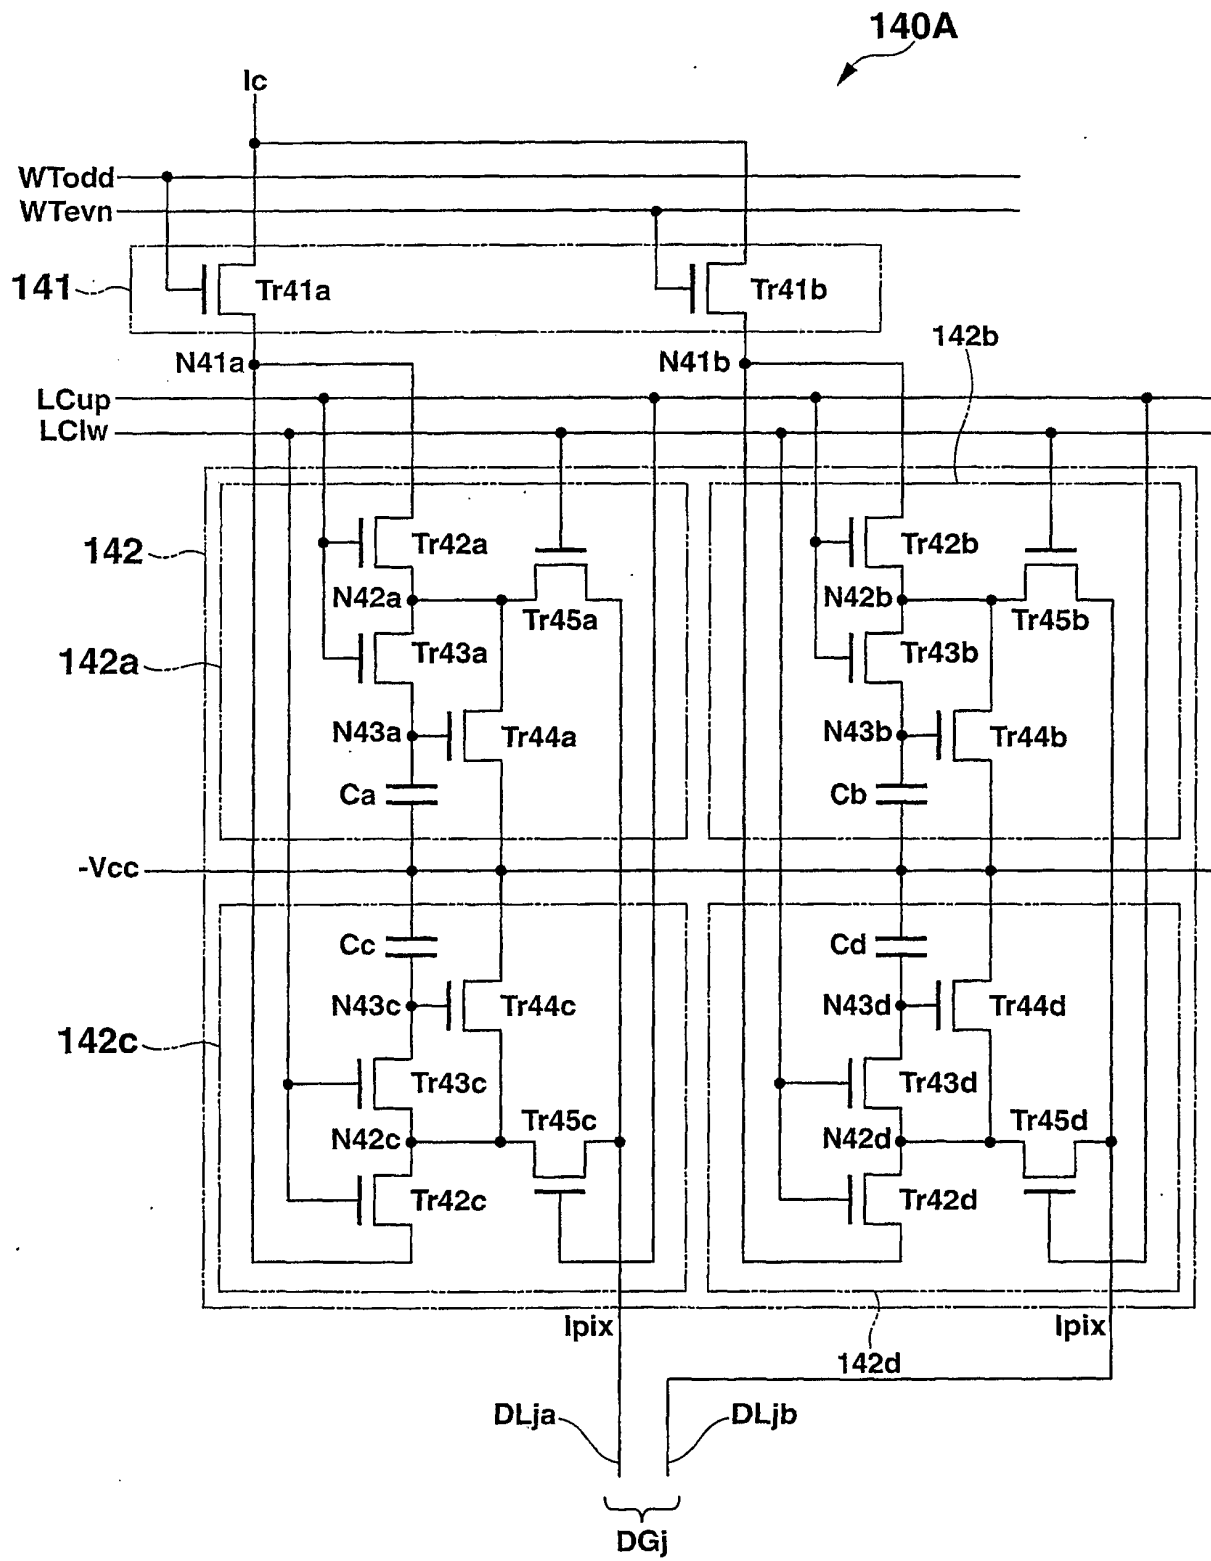 140A
Ic
WTodd
WTevn
141
Tr41a
Tr41b
142b
N41a
N41b
LCup
LClw
142
Tr42a
Tr42b
N42a
N42b
Tr45a
Tr45b
142a
Tr43a
Tr43b
N43a
Tr44a
N43b
Tr44b
Ca
Cb
-Vcc
Cc
Cd
N43c
Tr44c
N43d
Tr44d
142c
Tr43c
Tr43d
Tr45c
Tr45d
N42c
N42d
Tr42c
Tr42d
Ipix
Ipix
142d
DLja
DLjb
DGj